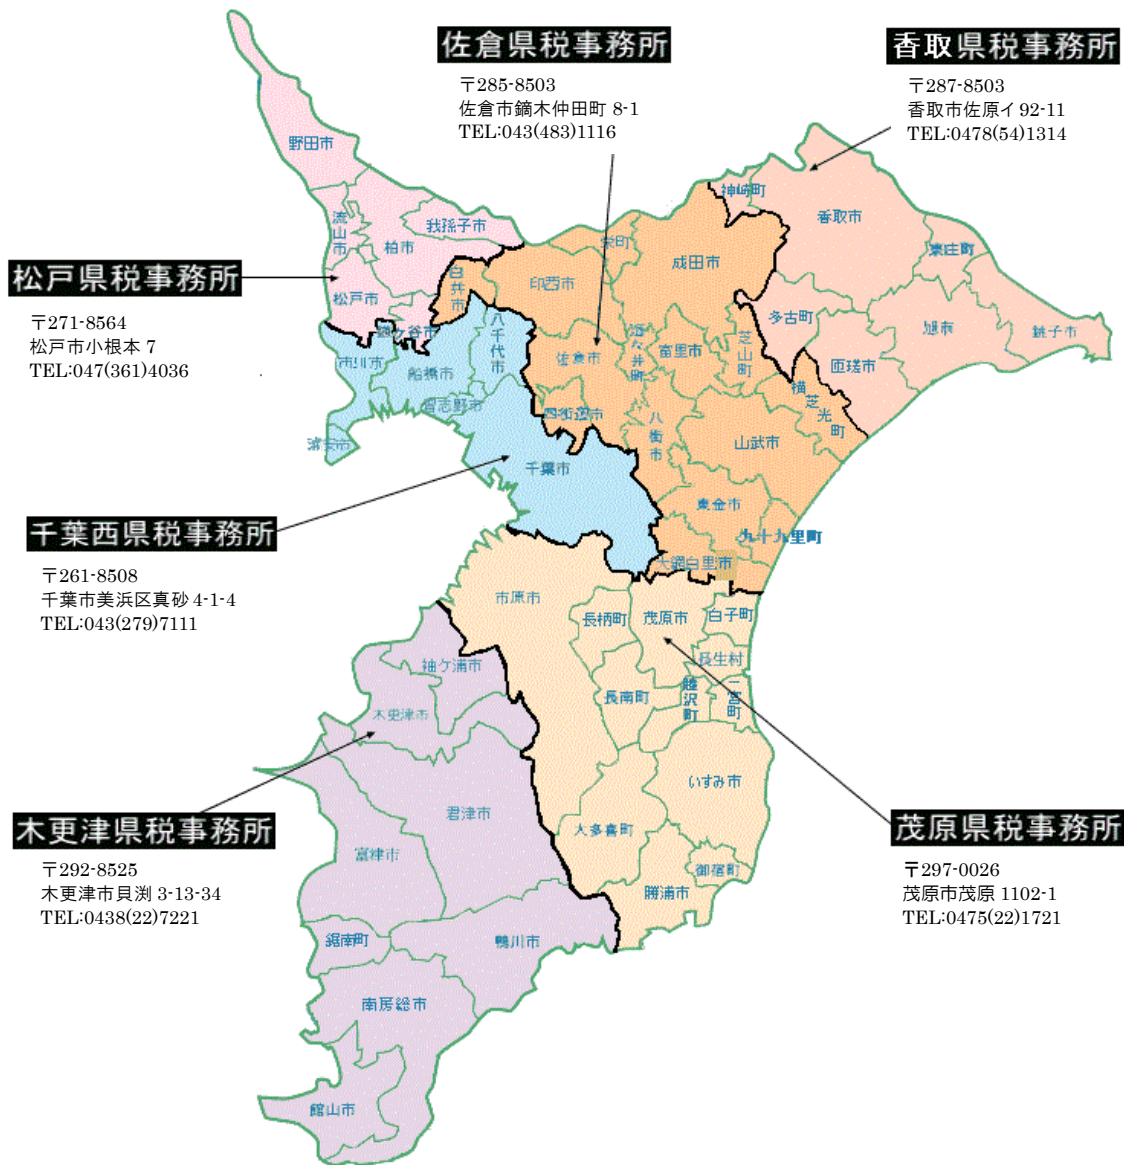 佐倉県税事務所
〒285-8503
佐倉市鏑木仲田町 8-1
TEL:043(483)1116
香取県税事務所
〒287-8503
香取市佐原イ 92-11
TEL:0478(54)1314
松戸県税事務所
〒271-8564
松戸市小根本 7
TEL:047(361)4036
千葉西県税事務所
〒261-8508
千葉市美浜区真砂 4-1-4
TEL:043(279)7111
木更津県税事務所
〒292-8525
木更津市貝渕 3-13-34
TEL:0438(22)7221
茂原県税事務所
〒297-0026
茂原市茂原 1102-1
TEL:0475(22)1721
野田市
流山市
柏市
我孫子市
松戸市
鎌ケ谷市
白井市
印西市
栄町
成田市
神崎町
香取市
東庄町
多古町
旭市
銚子市
匝瑳市
市川市
船橋市
八千代市
習志野市
浦安市
千葉市
佐倉市
酒々井町
富里市
芝山町
横芝光町
四街道市
八街市
山武市
東金市
九十九里町
大網白里市
市原市
長柄町
茂原市
白子町
長生村
長南町
睦沢町
一宮町
いすみ市
大多喜町
御宿町
勝浦市
袖ケ浦市
木更津市
君津市
富津市
鋸南町
鴨川市
南房総市
館山市